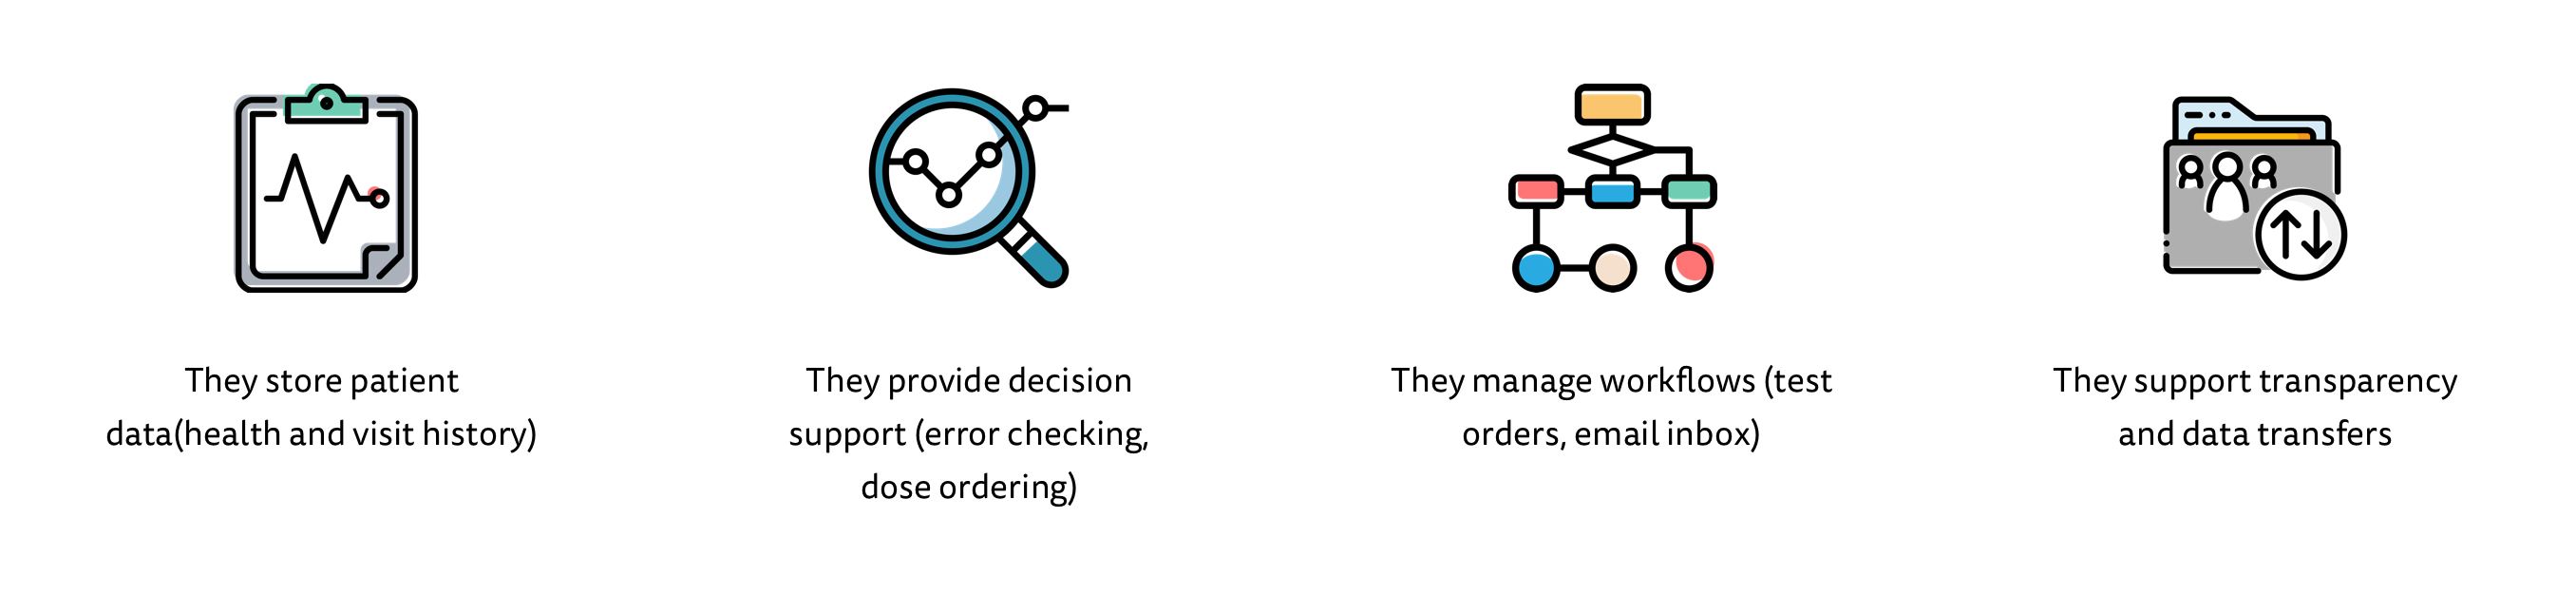 They store patient
data(health and visit history)
They provide decision
support (error checking,
dose ordering)
They manage workflows (test
orders, email inbox)
They support transparency
and data transfers